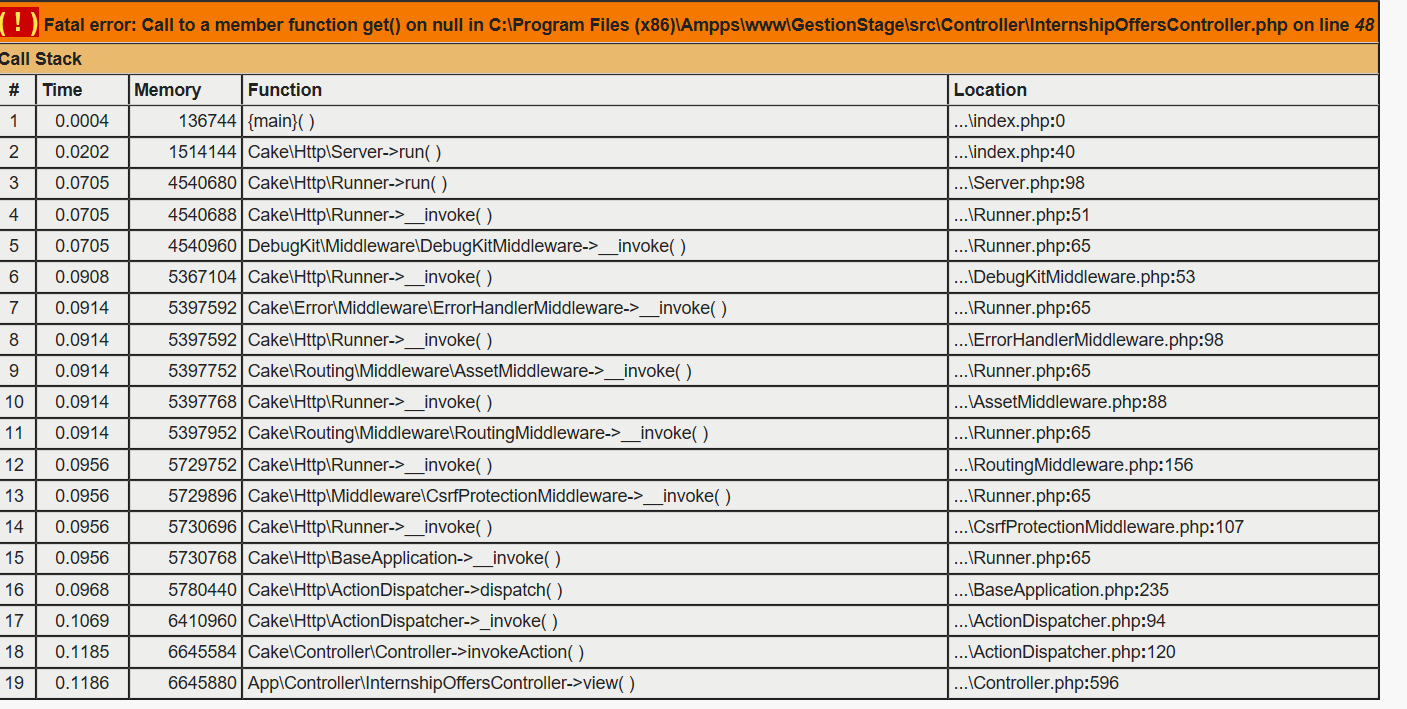 ( ! ) Fatal error: Call to a member function get() on null in C:\Program Files (x86)\Ampps\www\GestionStage\src\Controller\InternshipOffersController.php on line 48
Call Stack
# Time Memory Function Location
1 0.0004 136744 {main}( ) ...\index.php:0
2 0.0202 1514144 Cake\Http\Server->run( ) ...\index.php:40
3 0.0705 4540680 Cake\Http\Runner->run( ) ...\Server.php:98
4 0.0705 4540688 Cake\Http\Runner->__invoke( ) ...\Runner.php:51
5 0.0705 4540960 DebugKit\Middleware\DebugKitMiddleware->__invoke( ) ...\Runner.php:65
6 0.0908 5367104 Cake\Http\Runner->__invoke( ) ...\DebugKitMiddleware.php:53
7 0.0914 5397592 Cake\Error\Middleware\ErrorHandlerMiddleware->__invoke( ) ...\Runner.php:65
8 0.0914 5397592 Cake\Http\Runner->__invoke( ) ...\ErrorHandlerMiddleware.php:98
9 0.0914 5397752 Cake\Routing\Middleware\AssetMiddleware->__invoke( ) ...\Runner.php:65
10 0.0914 5397768 Cake\Http\Runner->__invoke( ) ...\AssetMiddleware.php:88
11 0.0914 5397952 Cake\Routing\Middleware\RoutingMiddleware->__invoke( ) ...\Runner.php:65
12 0.0956 5729752 Cake\Http\Runner->__invoke( ) ...\RoutingMiddleware.php:156
13 0.0956 5729896 Cake\Http\Middleware\CsrfProtectionMiddleware->__invoke( ) ...\Runner.php:65
14 0.0956 5730696 Cake\Http\Runner->__invoke( ) ...\CsrfProtectionMiddleware.php:107
15 0.0956 5730768 Cake\Http\BaseApplication->__invoke( ) ...\Runner.php:65
16 0.0968 5780440 Cake\Http\ActionDispatcher->dispatch( ) ...\BaseApplication.php:235
17 0.1069 6410960 Cake\Http\ActionDispatcher->_invoke( ) ...\ActionDispatcher.php:94
18 0.1185 6645584 Cake\Controller\Controller->invokeAction( ) ...\ActionDispatcher.php:120
19 0.1186 6645880 App\Controller\InternshipOffersController->view( ) ...\Controller.php:596